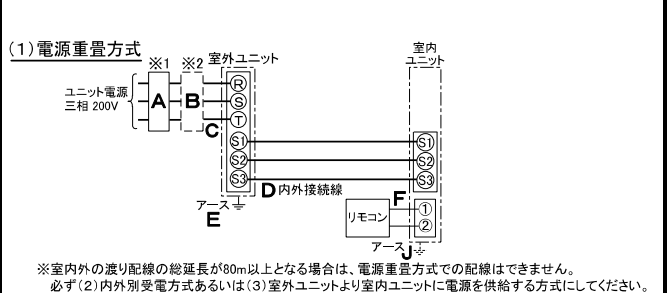 (1)電源重畳方式
※1
※2
室外ユニット
室内
ユニット
ユニット電源
三相 200V
A
B
C
R
S
T
S1
S2
S3
S1
S2
S3
D 内外接続線
アース
E
F
リモコン
①
②
アース
J
※室内外の渡り配線の総延長が80m以上となる場合は、電源重畳方式での配線はできません。
必ず(2)内外別受電方式あるいは(3)室外ユニットより室内ユニットに電源を供給する方式にしてください。